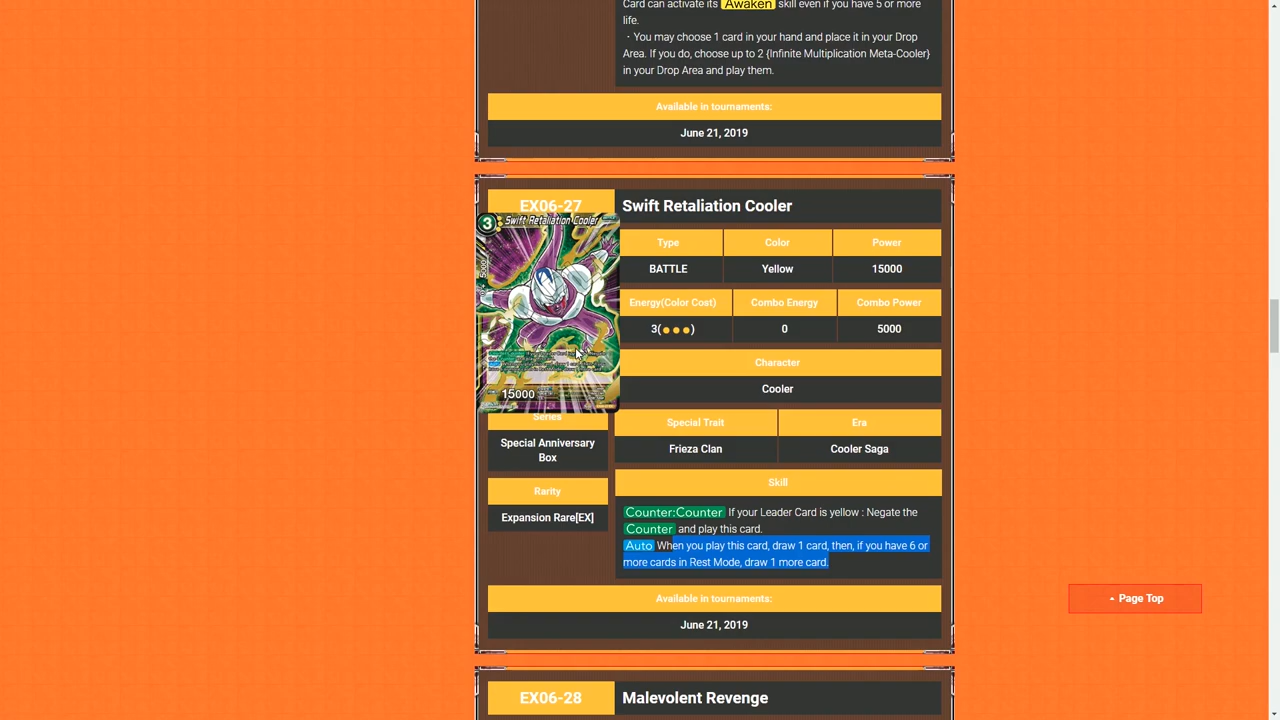 Card can activate its Awaken skill even if you have 5 or more
life.
・You may choose 1 card in your hand and place it in your Drop
Area. If you do, choose up to 2 {Infinite Multiplication Meta-Cooler}
in your Drop Area and play them.
Available in tournaments:
June 21, 2019
EX06-27
Swift Retaliation Cooler
3
Swift Retaliation Cooler
5000
15000
Type
Color
Power
BATTLE
Yellow
15000
Energy(Color Cost)
Combo Energy
Combo Power
3(●●●)
0
5000
Character
Cooler
Series
Special Anniversary
Box
Special Trait
Era
Frieza Clan
Cooler Saga
Rarity
Expansion Rare[EX]
Skill
Counter:Counter If your Leader Card is yellow : Negate the
Counter and play this card.
Auto When you play this card, draw 1 card, then, if you have 6 or
more cards in Rest Mode, draw 1 more card.
Available in tournaments:
June 21, 2019
Page Top
EX06-28
Malevolent Revenge